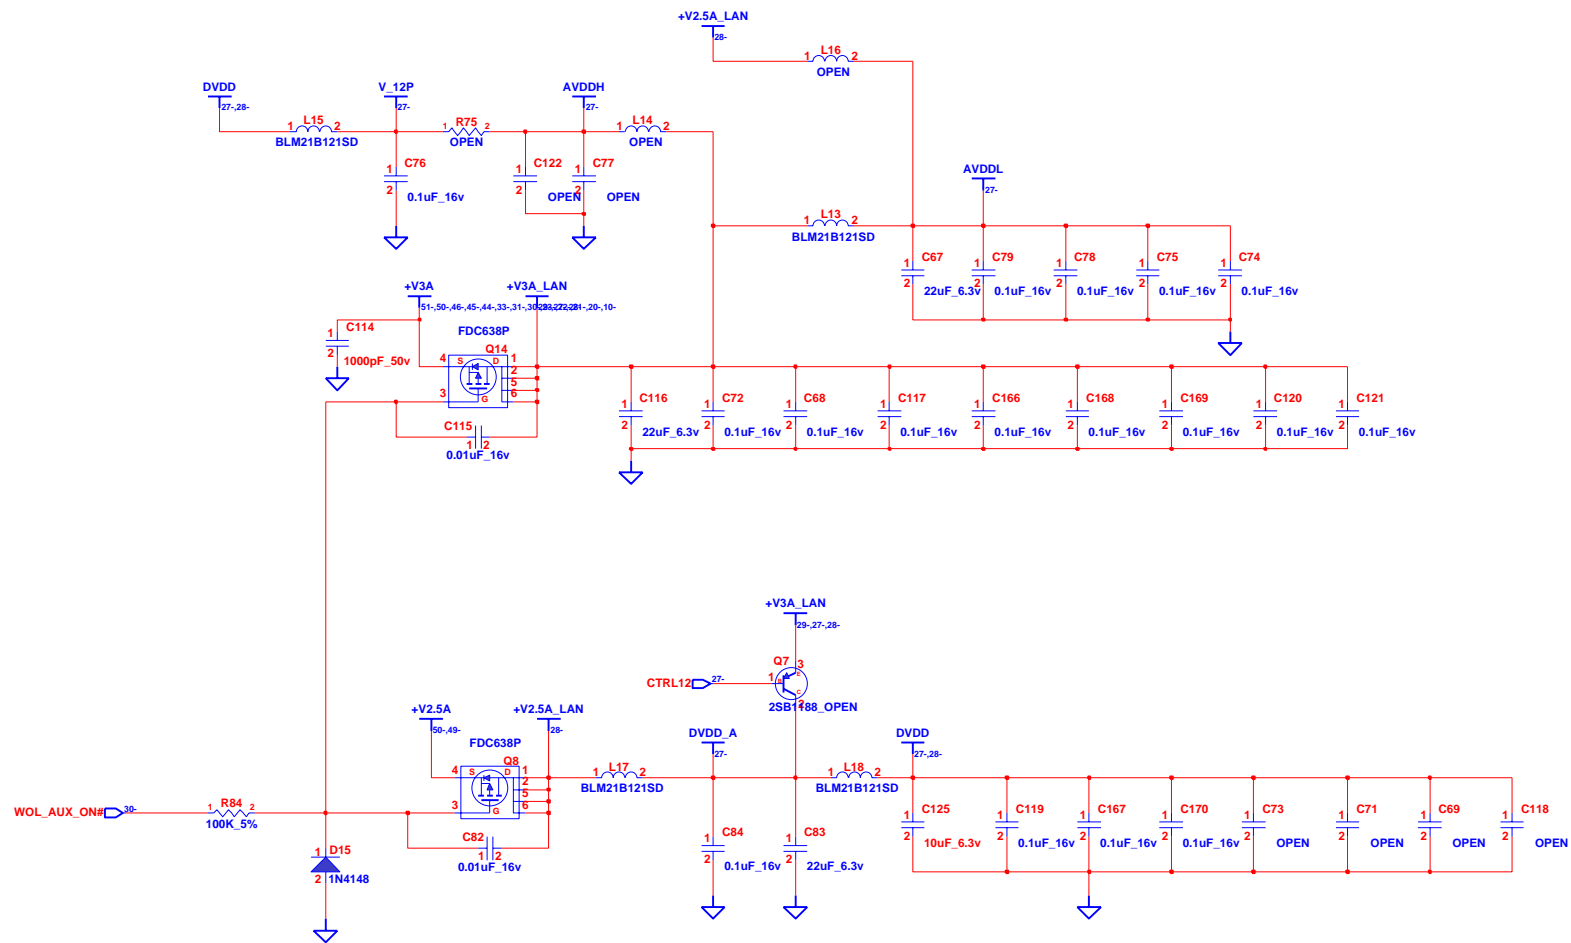 +V2.5A_LAN
28-
1 L16 2
OPEN
DVDD
27-,28-
V_12P
27-
AVDDH
27-
1 L15 2
BLM21B121SD
1 R75 2
OPEN
1 L14 2
OPEN
1 C76
2
0.1uF_16v
1 C122
2
OPEN
1 C77
2
OPEN
AVDDL
27-
1 L13 2
BLM21B121SD
1 C67
2
22uF_6.3v
1 C79
2
0.1uF_16v
1 C78
2
0.1uF_16v
1 C75
2
0.1uF_16v
1 C74
2
0.1uF_16v
+V3A
51-,50-,46-,45-,44-,33-,31-,30-
+V3A_LAN
21-,20-,10-
1 C114
2
1000pF_50v
FDC638P
Q14
4 S D 1
2
5
3 G 6
C115
1 2
0.01uF_16v
1 C116
2
22uF_6.3v
1 C72
2
0.1uF_16v
1 C68
2
0.1uF_16v
1 C117
2
0.1uF_16v
1 C166
2
0.1uF_16v
1 C168
2
0.1uF_16v
1 C169
2
0.1uF_16v
1 C120
2
0.1uF_16v
1 C121
2
0.1uF_16v
+V3A_LAN
29-,27-,28-
Q7
3
CTRL12
27-
1 B E
C
2
2SB1188_OPEN
+V2.5A
50-,49-
+V2.5A_LAN
28-
FDC638P
Q8
4 S D 1
2
5
3 G 6
1 L17 2
BLM21B121SD
DVDD_A
27-
1 L18 2
BLM21B121SD
DVDD
27-,28-
WOL_AUX_ON#
30-
1 R84 2
100K_5%
C82
1 2
0.01uF_16v
1 D15
2
1N4148
1 C84
2
0.1uF_16v
1 C83
2
22uF_6.3v
1 C125
2
10uF_6.3v
1 C119
2
0.1uF_16v
1 C167
2
0.1uF_16v
1 C170
2
0.1uF_16v
1 C73
2
OPEN
1 C71
2
OPEN
1 C69
2
OPEN
1 C118
2
OPEN